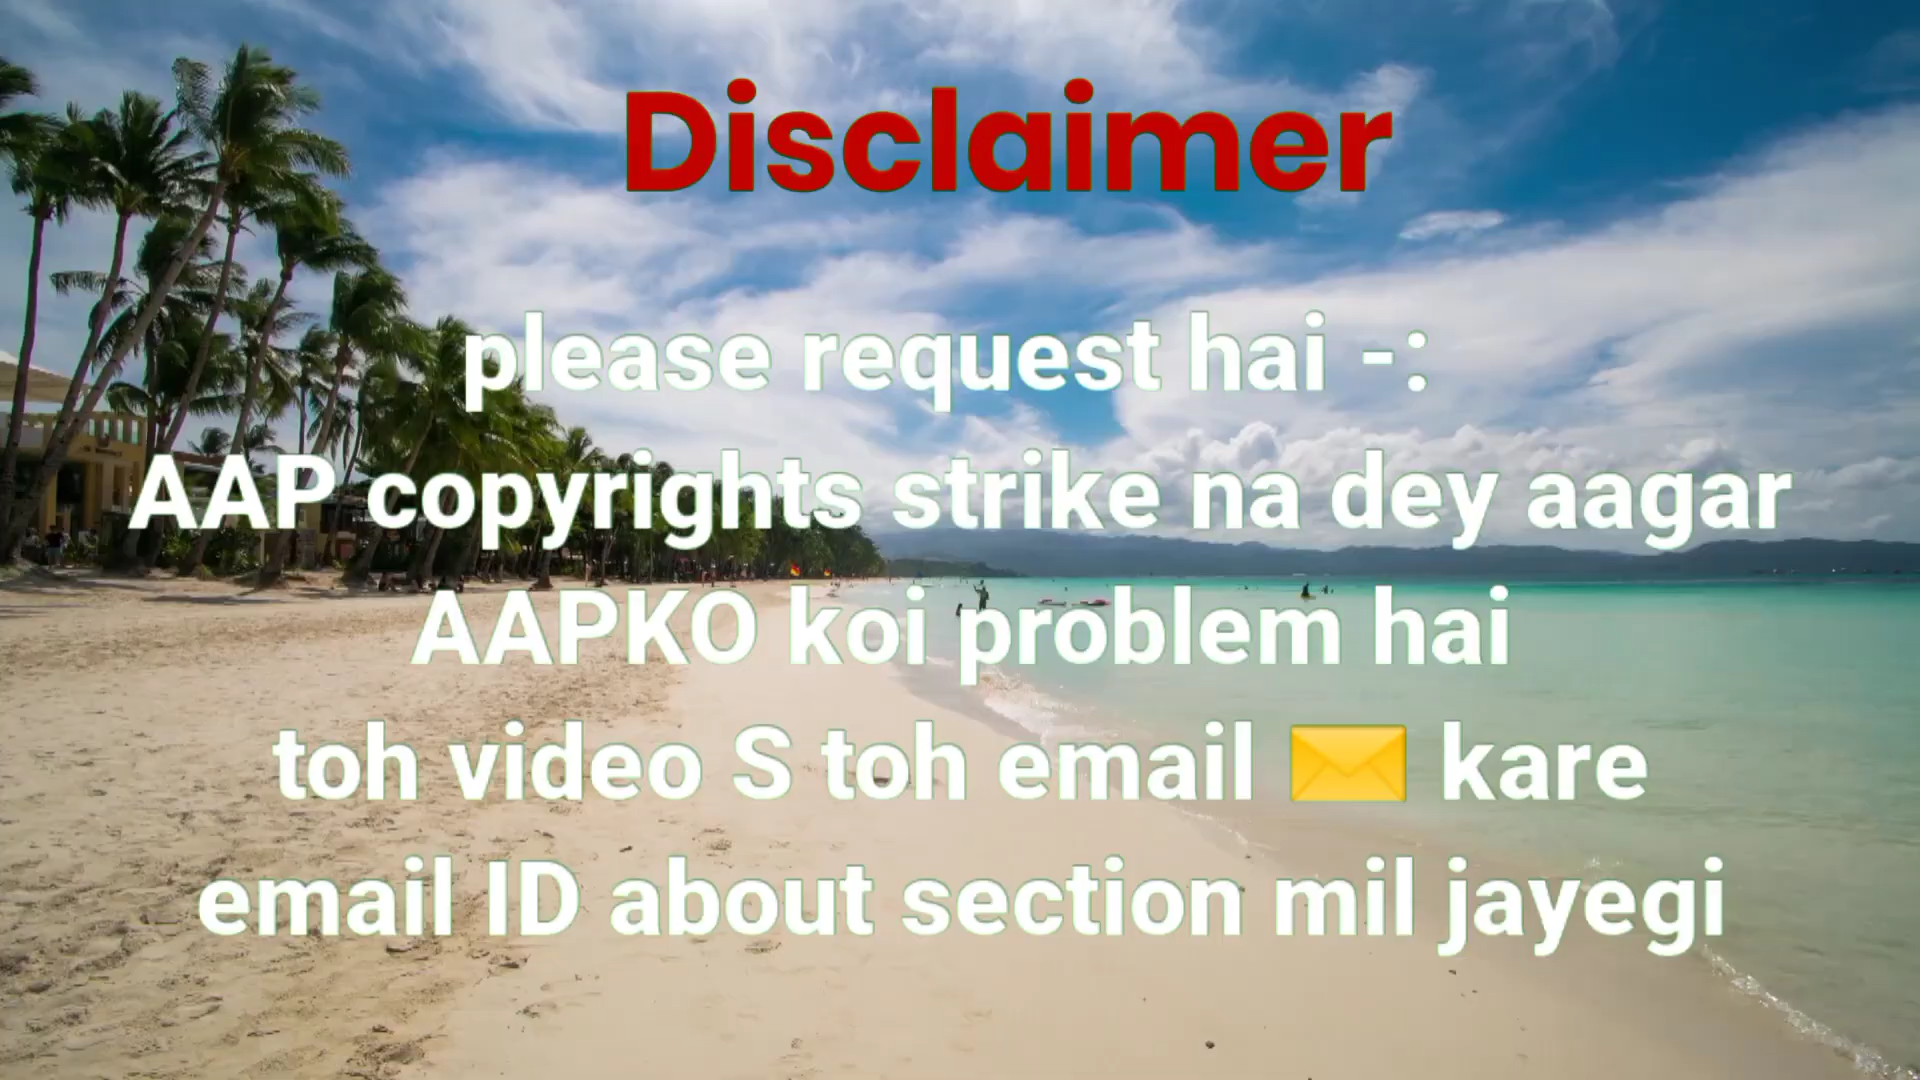 Disclaimer
please request hai -:
AAP copyrights strike na dey aagar
AAPKO koi problem hai
toh video S toh email ✉️ kare
email ID about section mil jayegi